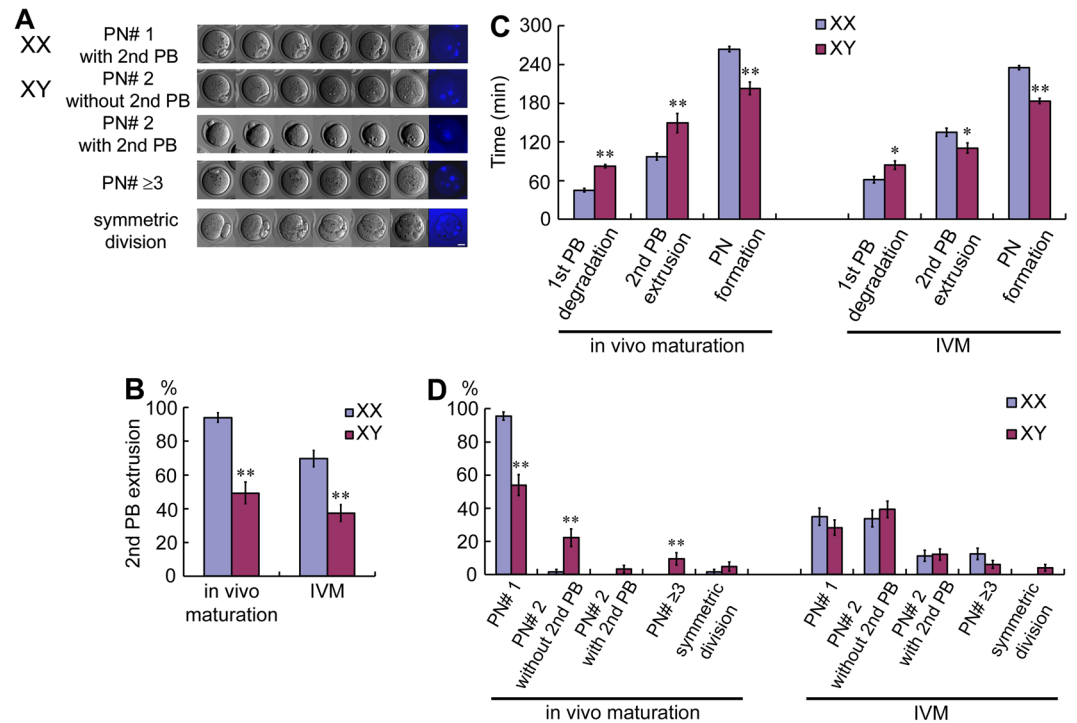 A
XX
PN# 1
with 2nd PB
XY
PN# 2
without 2nd PB
PN# 2
with 2nd PB
PN# ≥3
symmetric
division
C
Time (min)
300
240
180
120
60
0
XX
XY
**
**
**
*
*
**
1st PB
degradation
2nd PB
extrusion
PN
formation
1st PB
degradation
2nd PB
extrusion
PN
formation
in vivo maturation
IVM
B
%
2nd PB extrusion
100
80
60
40
20
0
XX
XY
**
**
in vivo
maturation
IVM
D
%
100
80
60
40
20
0
XX
XY
**
**
**
PN# 1
PN# 2
without 2nd PB
PN# 2
with 2nd PB
PN# ≥3
symmetric
division
PN# 1
PN# 2
without 2nd PB
PN# 2
with 2nd PB
PN# ≥3
symmetric
division
in vivo maturation
IVM